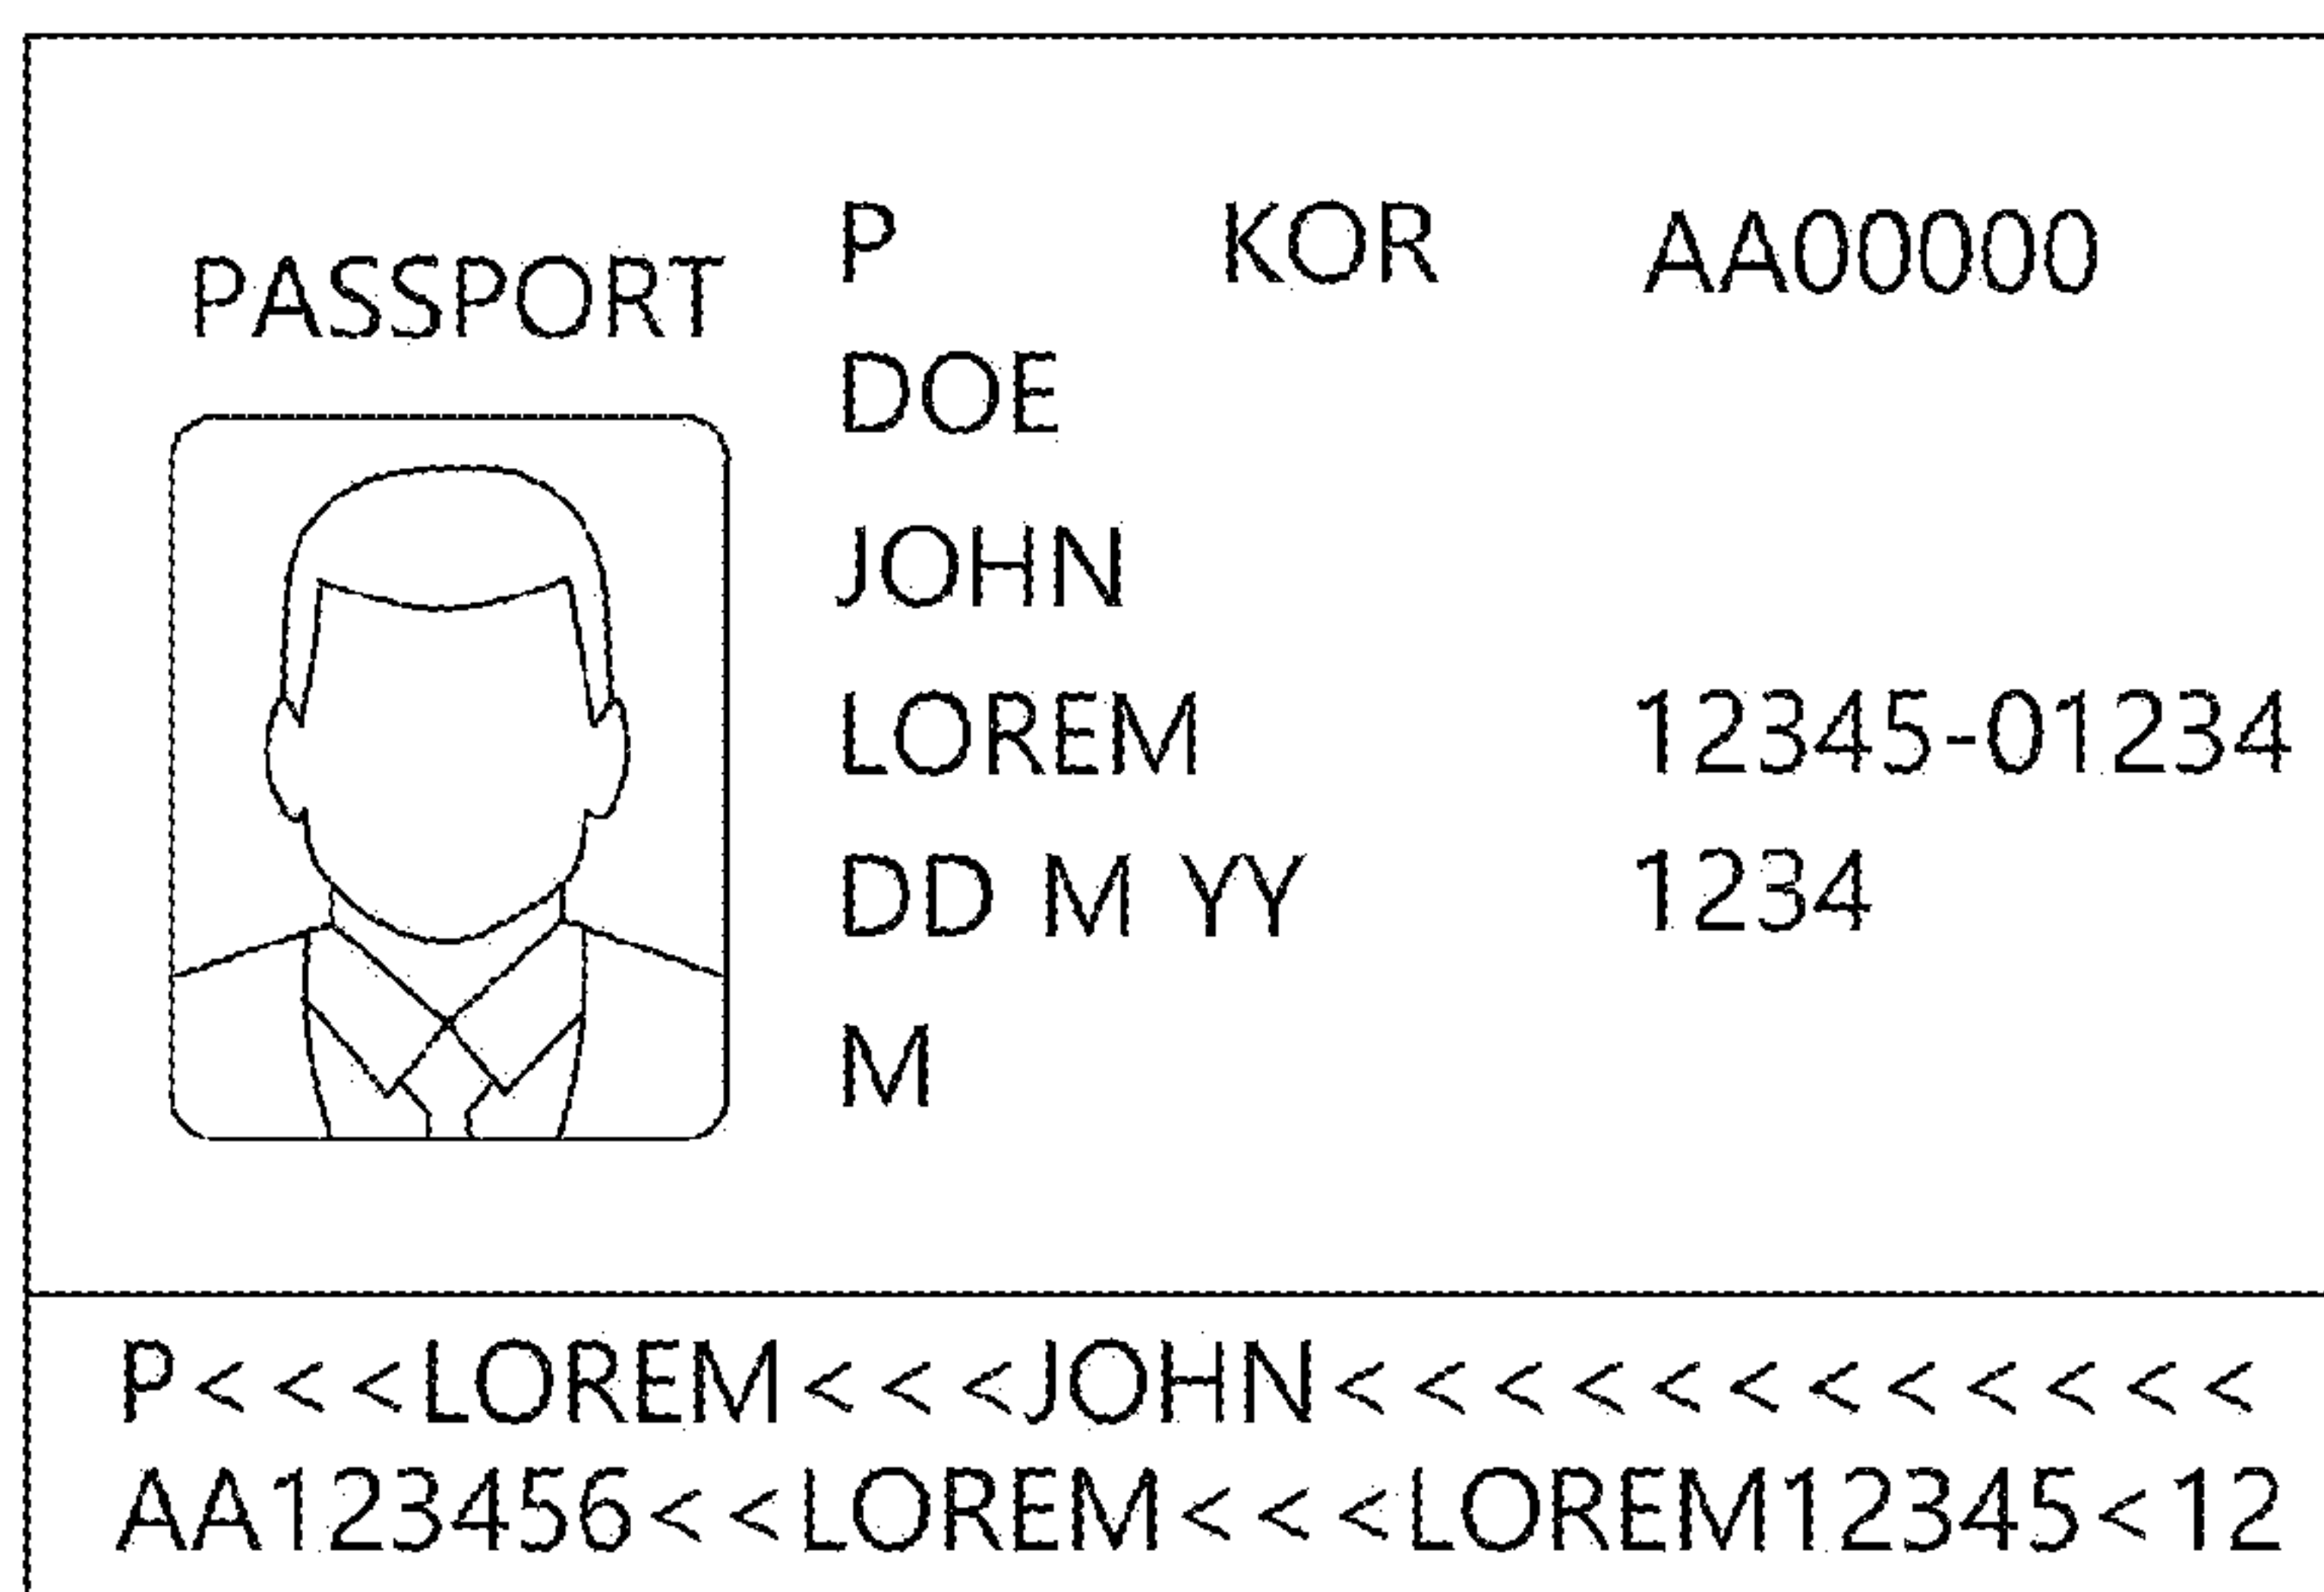 PASSPORT
P KOR AA00000
DOE
JOHN
LOREM 12345-01234
DD M YY 1234
M
P<<<LOREM<<<JOHN<<<<<<<<<<<<
AA123456<<LOREM<<<LOREM12345<12